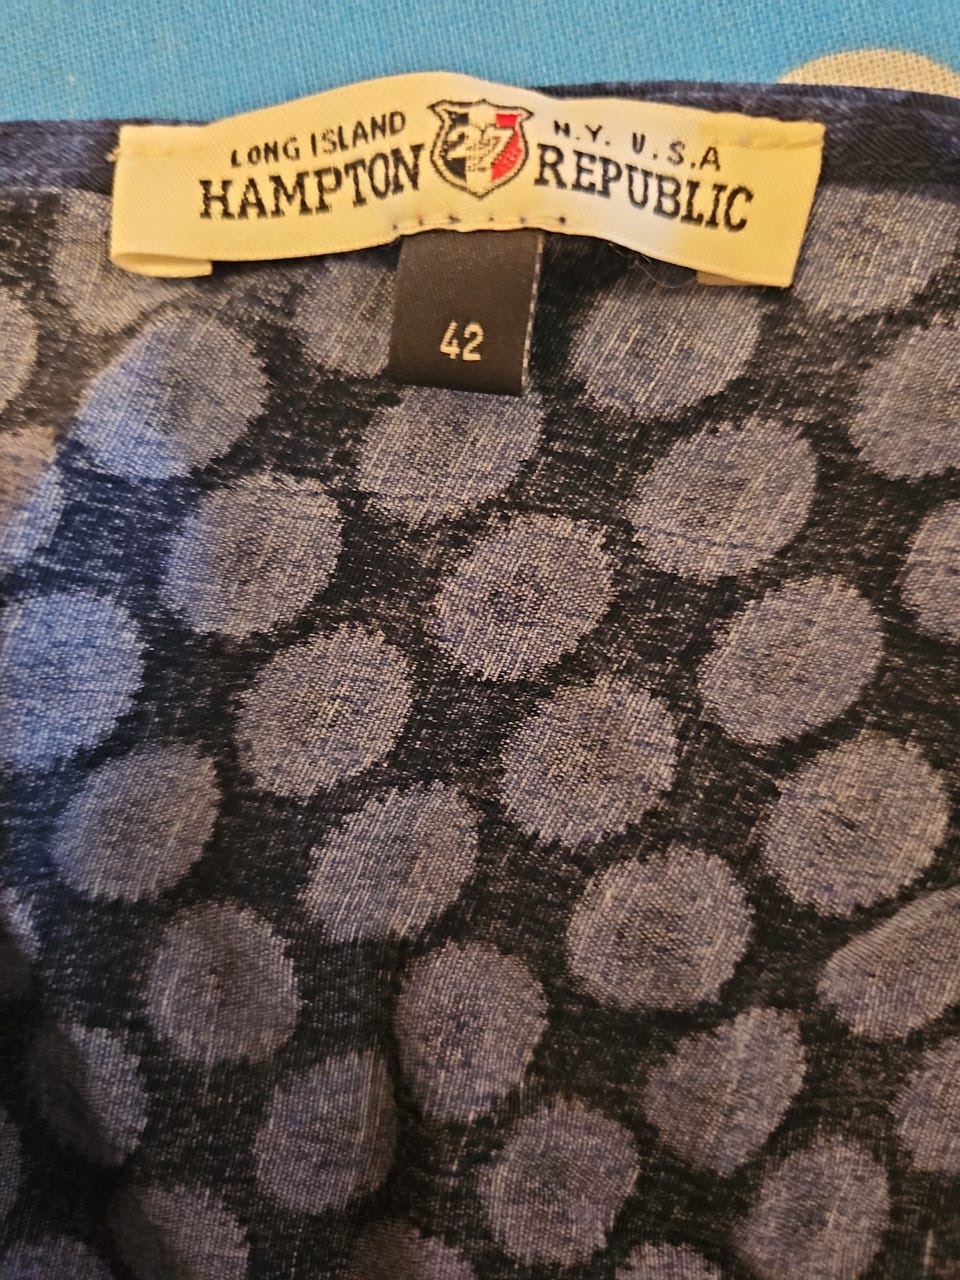 LONG ISLAND 27 N.Y. U.S.A
HAMPTON REPUBLIC
42